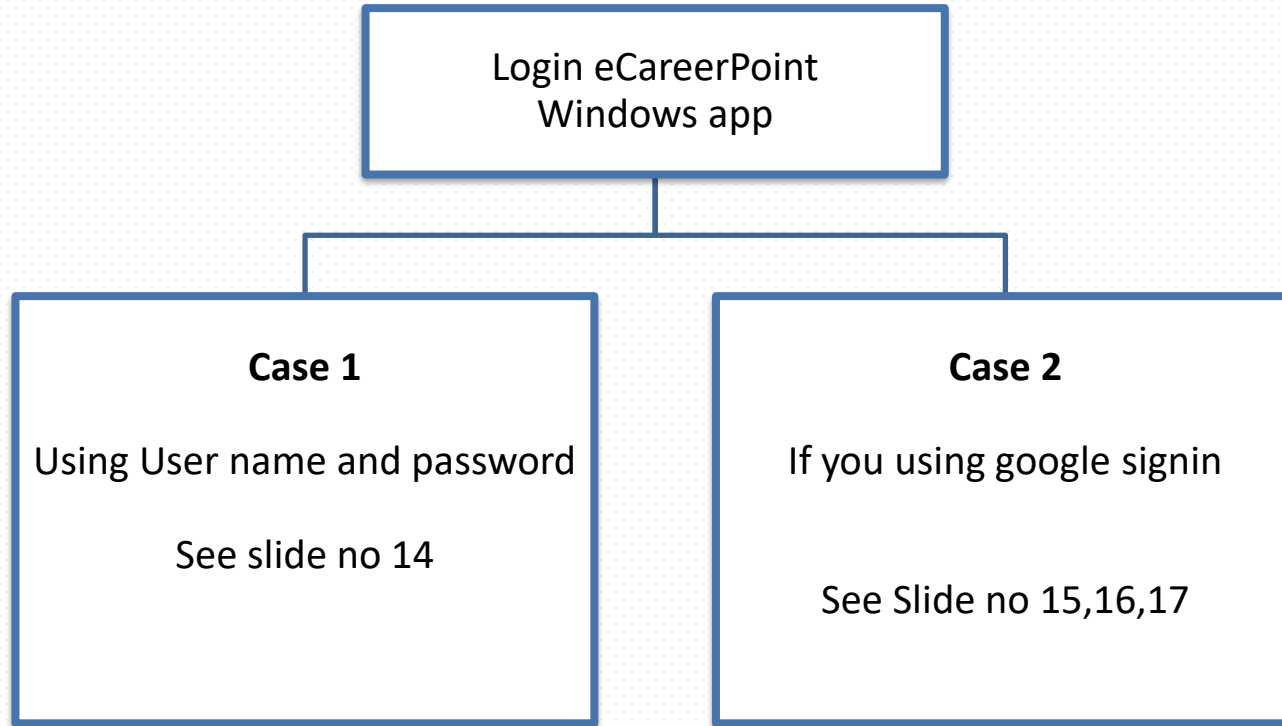 Login eCareerPoint
Windows app
Case 1
Using User name and password
See slide no 14
Case 2
If you using google signin
See Slide no 15,16,17